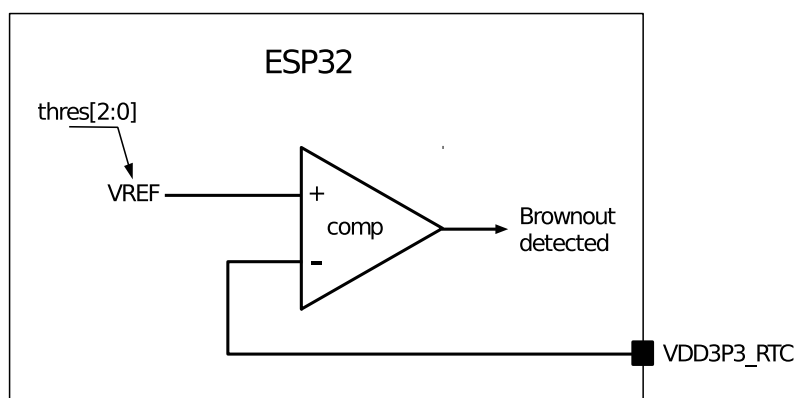 ESP32
thres[2:0]
VREF
+
comp
-
Brownout
detected
VDD3P3_RTC